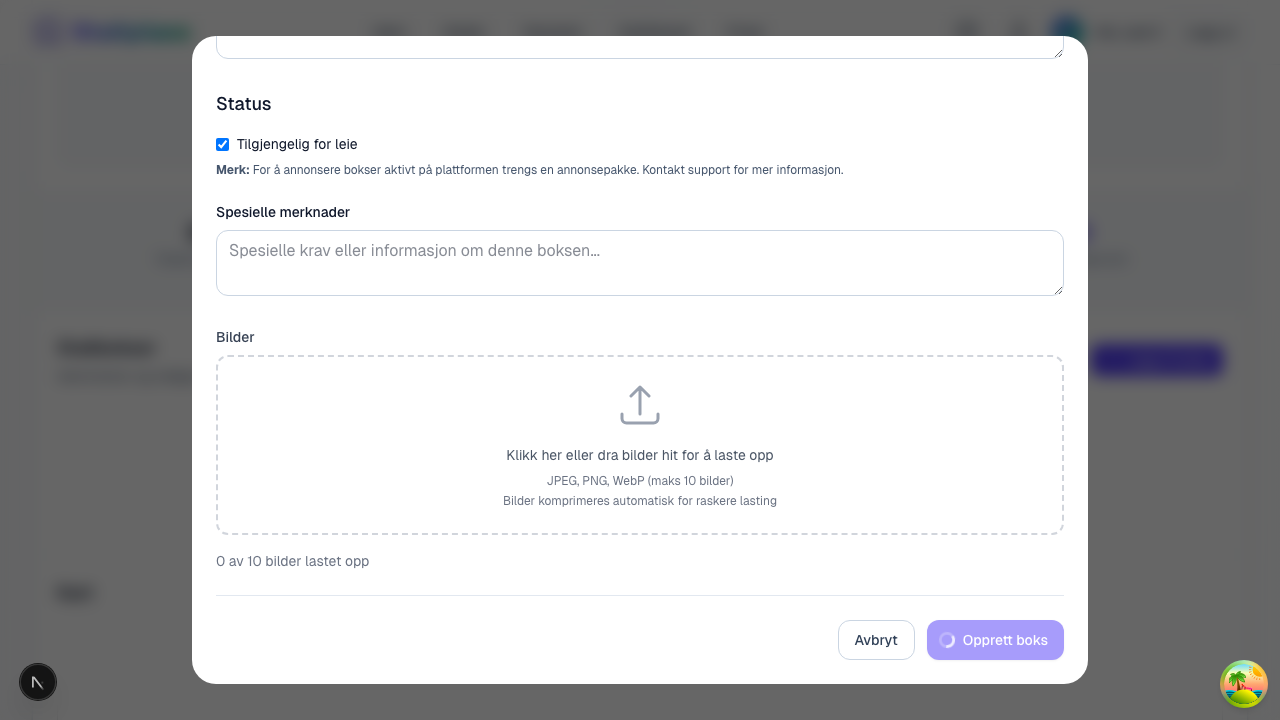 Status
Tilgjengelig for leie
Merk: For å annonsere bokser aktivt på plattformen trengs en annonsepakke. Kontakt support for mer informasjon.
Spesielle merknader
Spesielle krav eller informasjon om denne boksen...
Bilder
Klikk her eller dra bilder hit for å laste opp
JPEG, PNG, WebP (maks 10 bilder)
Bilder komprimeres automatisk for raskere lasting
0 av 10 bilder lastet opp
Avbryt
Opprett boks